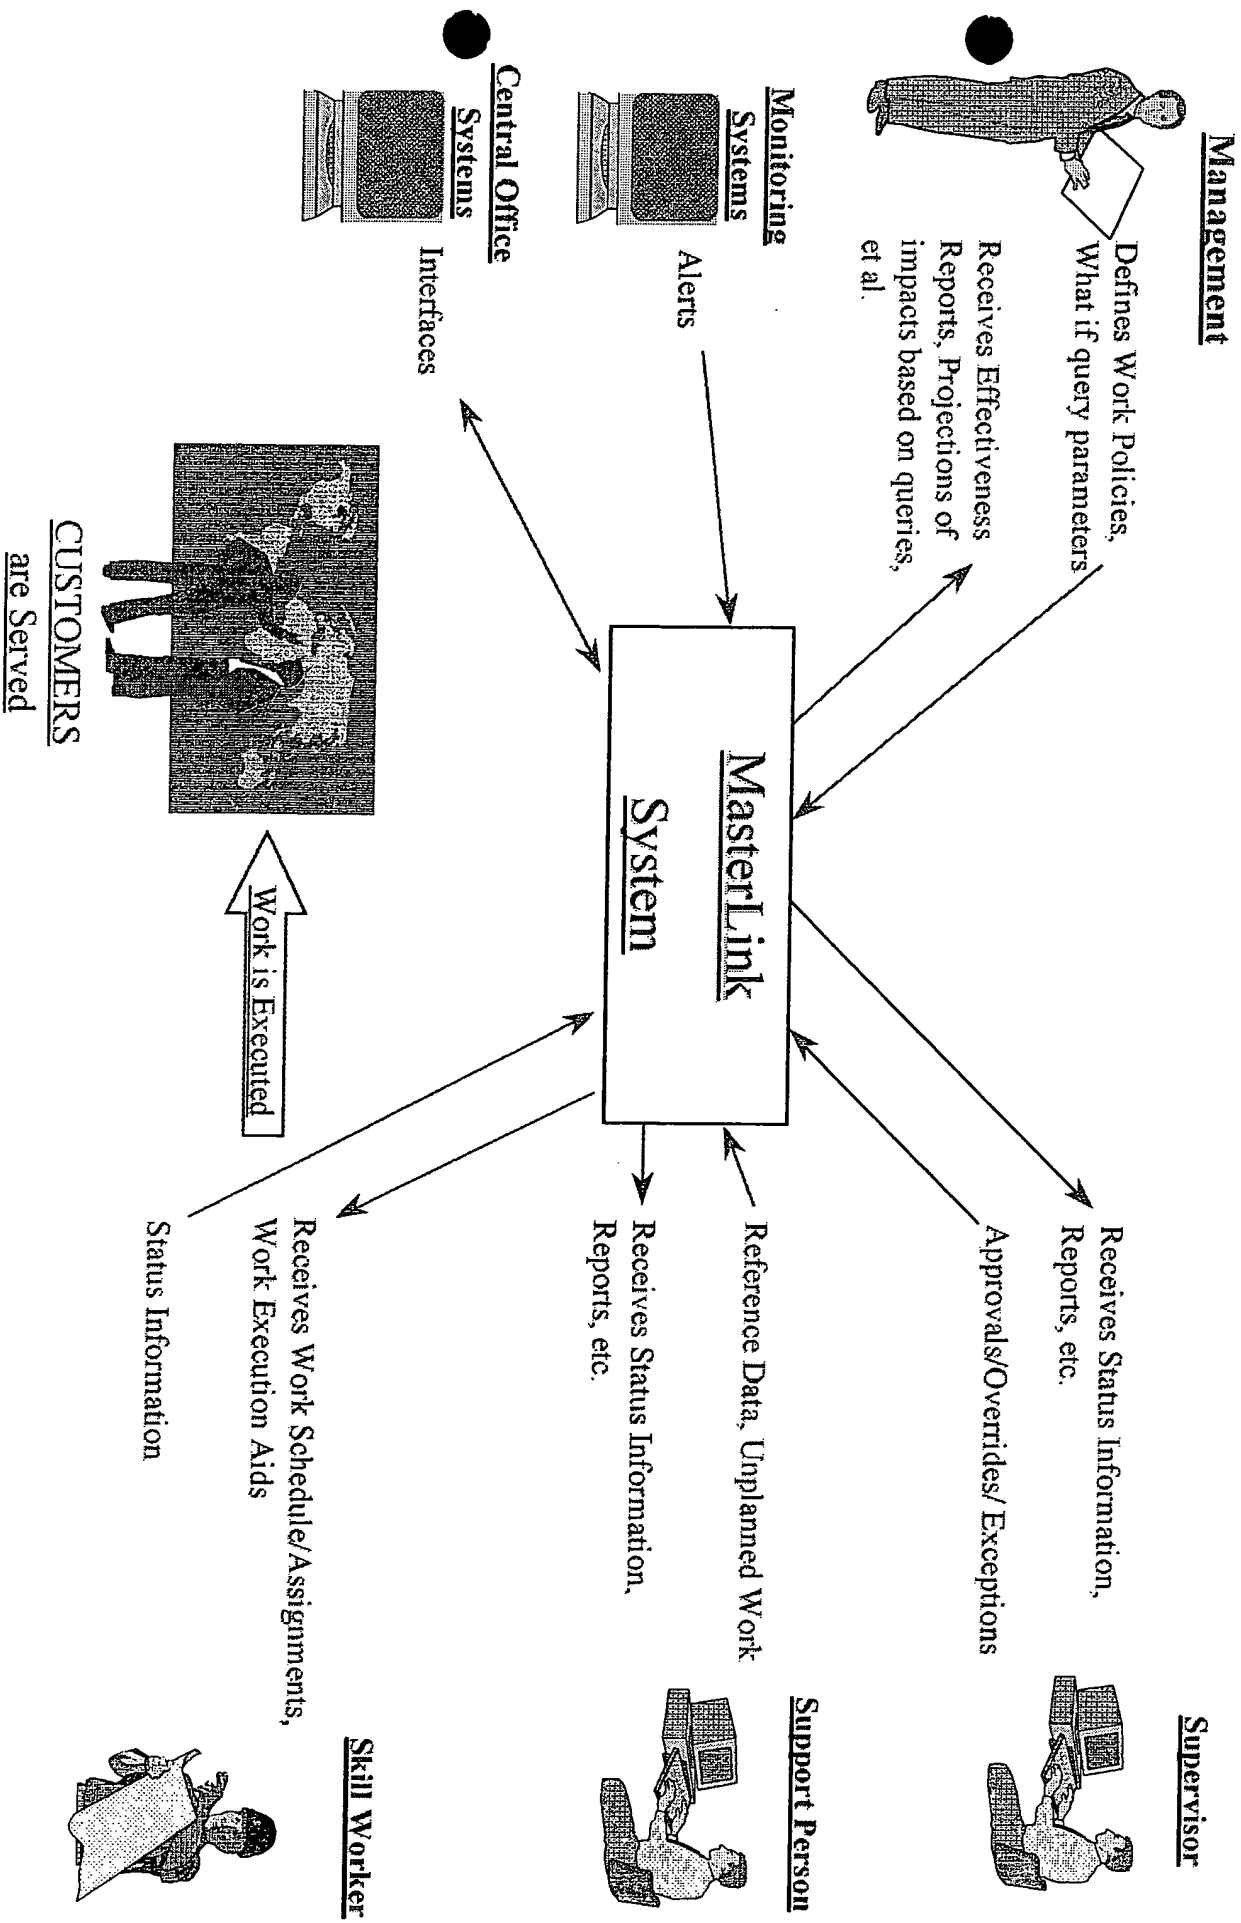 Management
Defines Work Policies,
What if query parameters
Receives Effectiveness
Reports, Projections of
impacts based on queries,
et al.
Monitoring
Systems
Alerts
Central Office
Systems
Interfaces
MasterLink
System
Supervisor
Receives Status Information,
Reports, etc.
Approvals/Overrides/ Exceptions
Support Person
Reference Data, Unplanned Work
Receives Status Information,
Reports, etc.
Skill Worker
Receives Work Schedule/Assignments,
Work Execution Aids
Status Information
Work is Executed
CUSTOMERS
are Served